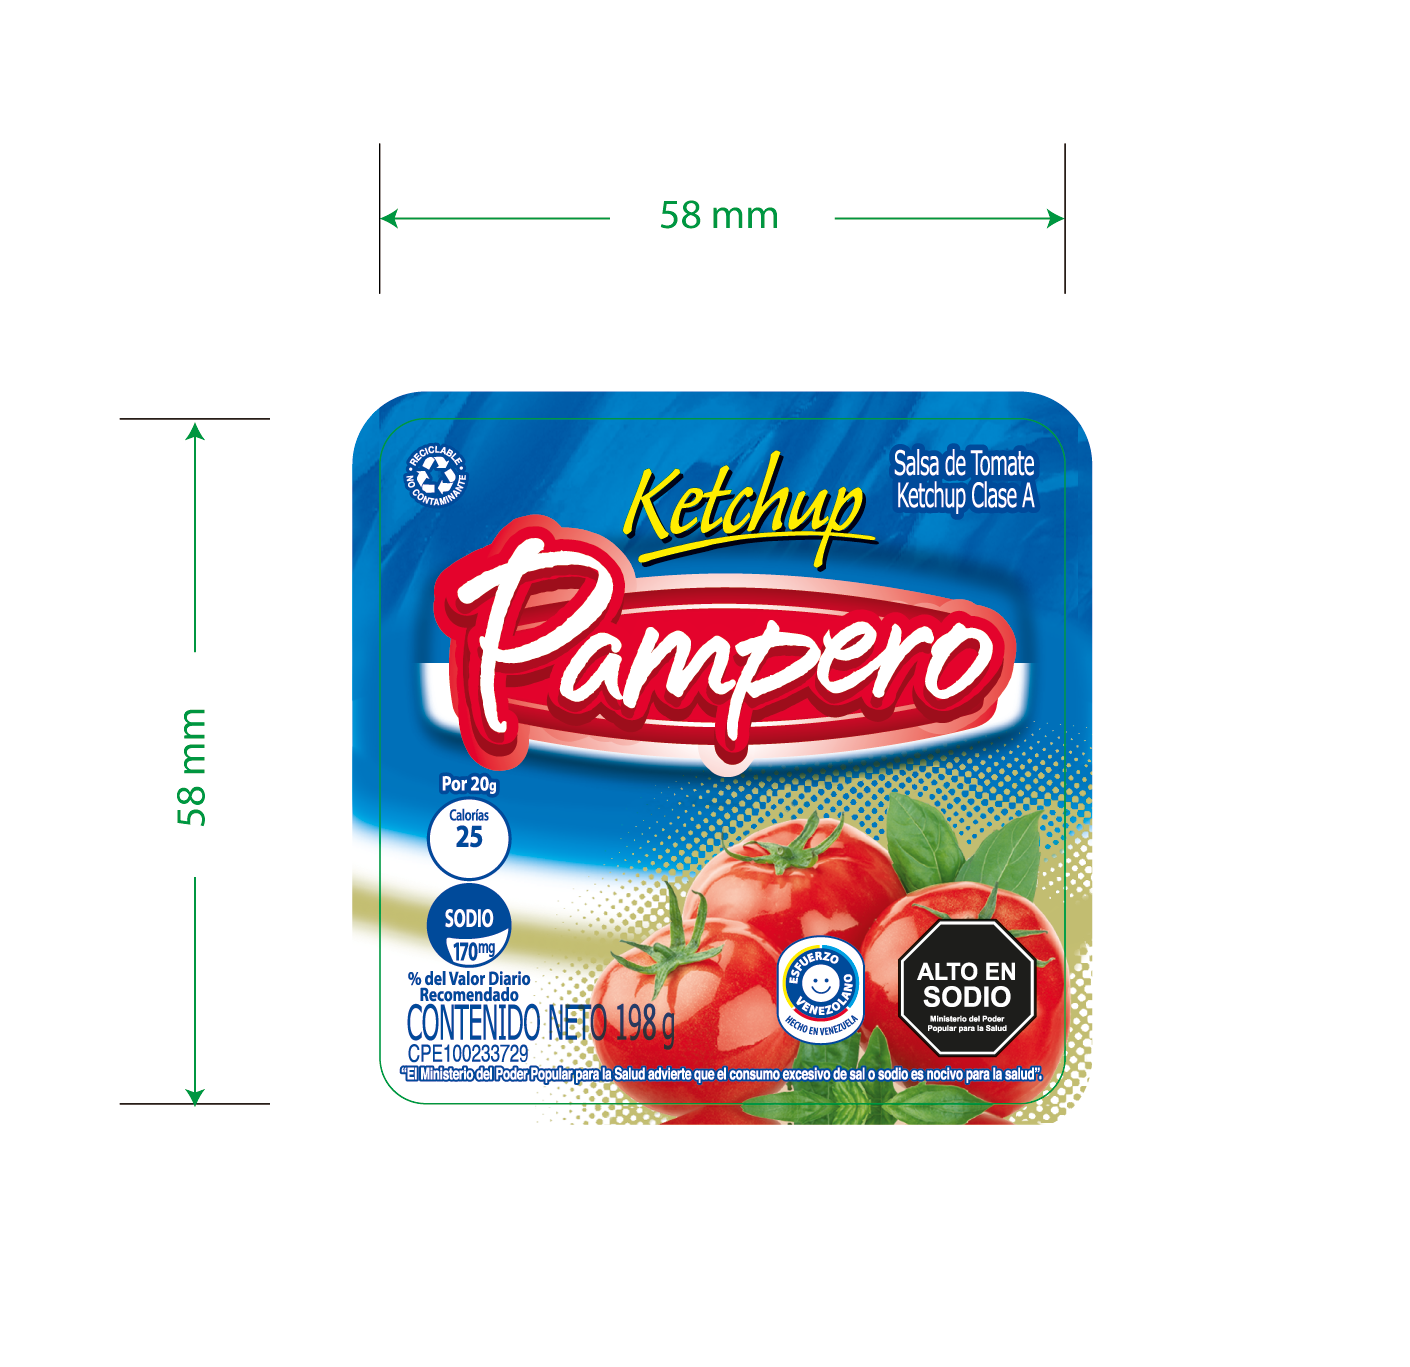 58 mm
58 mm
RECICLABLE
NO CONTAMINANTE
Ketchup
Salsa de Tomate
Ketchup Clase A
Pampero
Por 20g
Calorías
25
SODIO
170mg
% del Valor Diario
Recomendado
CONTENIDO NETO 198 g
CPE100233729
ESFUERZO
VENEZOLANO
HECHO EN VENEZUELA
ALTO EN
SODIO
Ministerio del Poder
Popular para la Salud
“El Ministerio del Poder Popular para la Salud advierte que el consumo excesivo de sal o sodio es nocivo para la salud”.